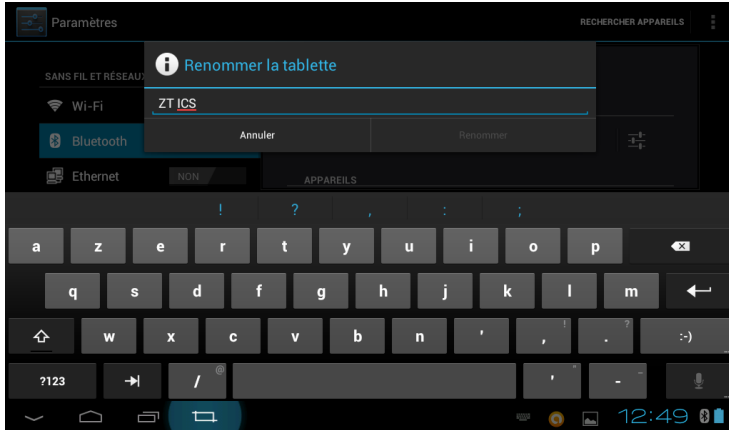 Paramètres
RECHERCHER APPAREILS
Renommer la tablette
SANS FIL ET RÉSEAU
ZT ICS
Wi-Fi
Annuler
Renommer
Bluetooth
Ethernet
NON
APPAREILS
! ? , : ;
a z e r t y u i o p
q s d f g h j k l m
w x c v b n ' , ! . ? :-)
?123 / @ ' -
12:49